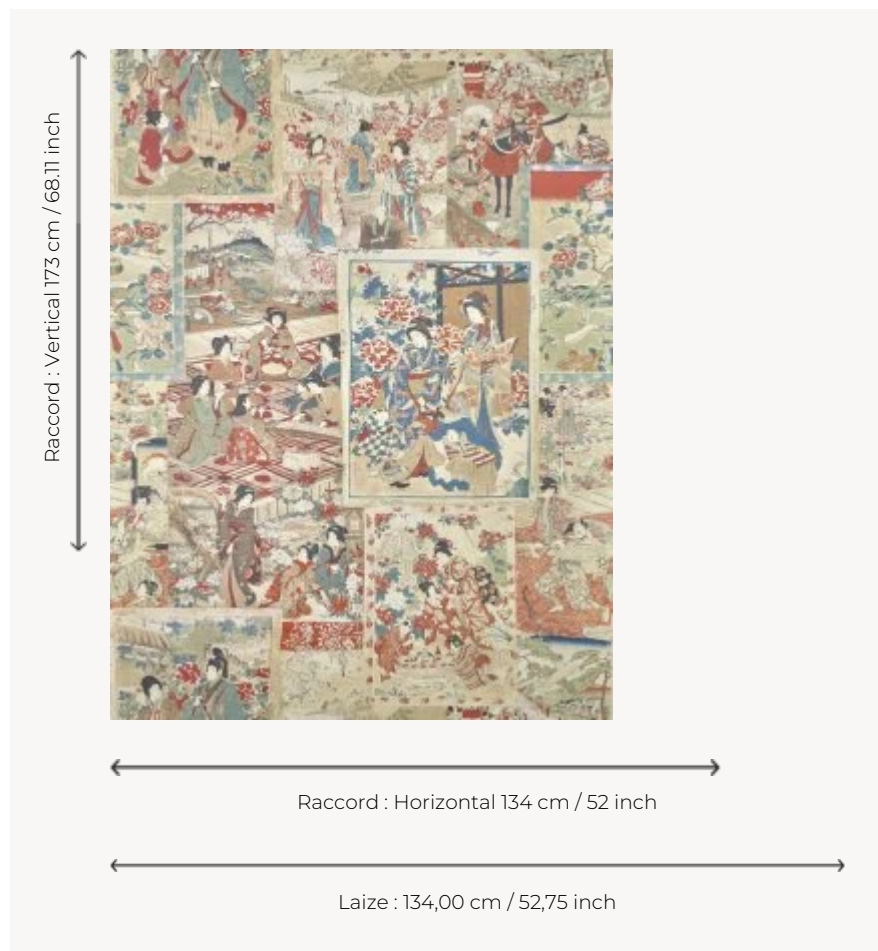 Raccord : Vertical 173 cm / 68.11 inch
Raccord : Horizontal 134 cm / 52 inch
Laize : 134,00 cm / 52,75 inch